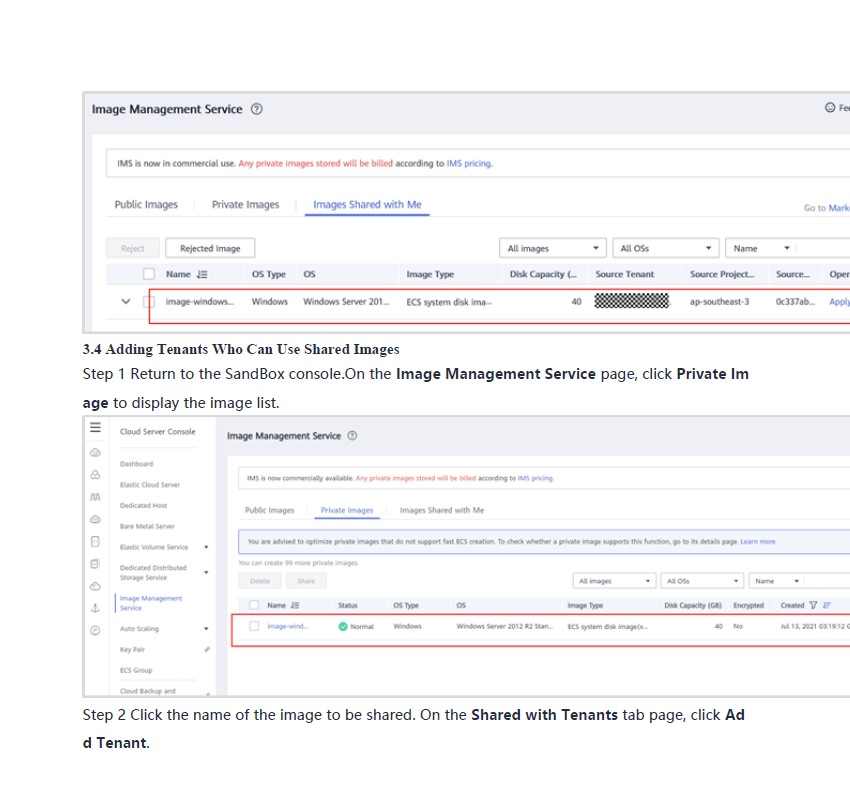 Image Management Service
IMS is now in commercial use. Any private images stored will be billed according to IMS pricing.
Public Images Private Images Images Shared with Me
Go to
Reject Rejected Image All images All OSs Name
Name OS Type OS Image Type Disk Capacity (... Source Tenant Source Project... Source...
image-windows... Windows Windows Server 201... ECS system disk ima... 40 ap-southeast-3 0c337ab... Apply
3.4 Adding Tenants Who Can Use Shared Images
Step 1 Return to the SandBox console.On the Image Management Service page, click Private Im
age to display the image list.
Cloud Server Console
Dashboard
Elastic Cloud Server
Dedicated Host
Bare Metal Server
Elastic Volume Service
Dedicated Distributed
Storage Service
Image Management
Service
Auto Scaling
Key Pair
ECS Group
Cloud Backup and
Image Management Service
IMS is now commercially available. Any private images stored will be billed according to IMS pricing.
Public Images Private Images Images Shared with Me
You are advised to optimize private images that do not support fast ECS creation. To check whether a private image supports this function, go to its details page. Learn more
You can create 99 more private images.
Delete Share All images All OSs Name
Name Status OS Type OS Image Type Disk Capacity (GB) Encrypted Created
image-wind... Normal Windows Windows Server 2012 R2 Stan... ECS system disk image(x... 40 No Jul 13, 2021 03:19:12
Step 2 Click the name of the image to be shared. On the Shared with Tenants tab page, click Ad
d Tenant.